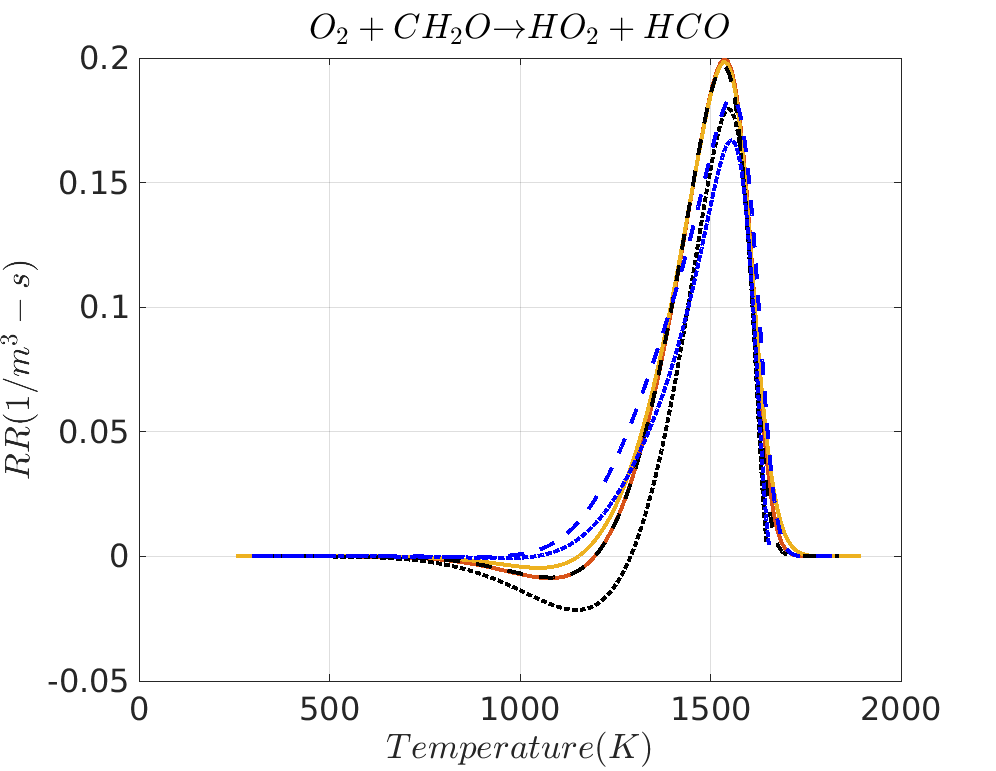 O₂ + CH₂O→HO₂ + HCO
0.2
0.15
0.1
0.05
0
-0.05
RR(1/m³ − s)
0 500 1000 1500 2000
Temperature(K)